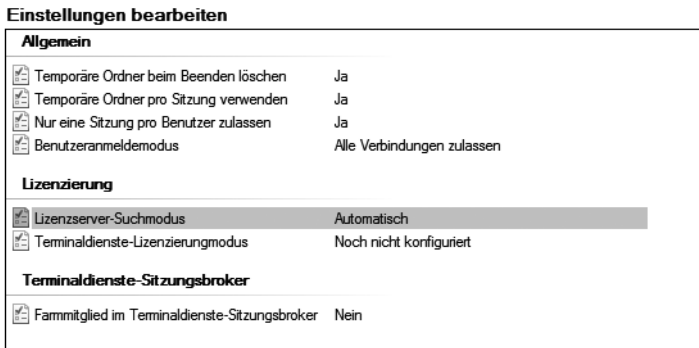 Einstellungen bearbeiten
Allgemein
Temporäre Ordner beim Beenden löschen Ja
Temporäre Ordner pro Sitzung verwenden Ja
Nur eine Sitzung pro Benutzer zulassen Ja
Benutzeranmeldemodus Alle Verbindungen zulassen
Lizenzierung
Lizenzserver-Suchmodus Automatisch
Terminaldienste-Lizenzierungmodus Noch nicht konfiguriert
Terminaldienste-Sitzungsbroker
Farmmitglied im Terminaldienste-Sitzungsbroker Nein